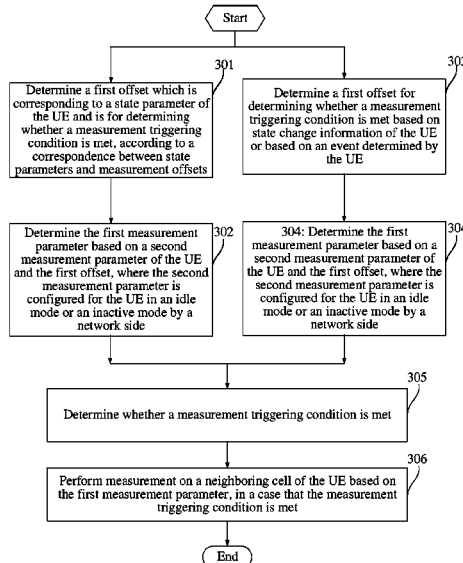 Start
301
Determine a first offset which is
corresponding to a state parameter of
the UE and is for determining
whether a measurement triggering
condition is met, according to a
correspondence between state
parameters and measurement offsets
303
Determine a first offset for
determining whether a measurement
triggering condition is met based on
state change information of the UE
or based on an event determined by
the UE
302
Determine the first measurement
parameter based on a second
measurement parameter of the UE
and the first offset, where the second
measurement parameter is
configured for the UE in an idle
mode or an inactive mode by a
network side
304
304: Determine the first
measurement parameter based on a
second measurement parameter of
the UE and the first offset, where the
second measurement parameter is
configured for the UE in an idle
mode or an inactive mode by a
network side
305
Determine whether a measurement triggering condition is met
306
Perform measurement on a neighboring cell of the UE based on
the first measurement parameter, in a case that the measurement
triggering condition is met
End